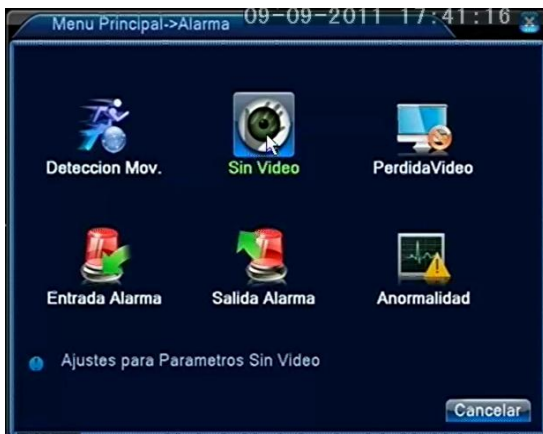 Menu Principal->Alarma 09-09-2011 17:41:16
Deteccion Mov. Sin Video PerdidaVideo
Entrada Alarma Salida Alarma Anormalidad
Ajustes para Parametros Sin Video
Cancelar